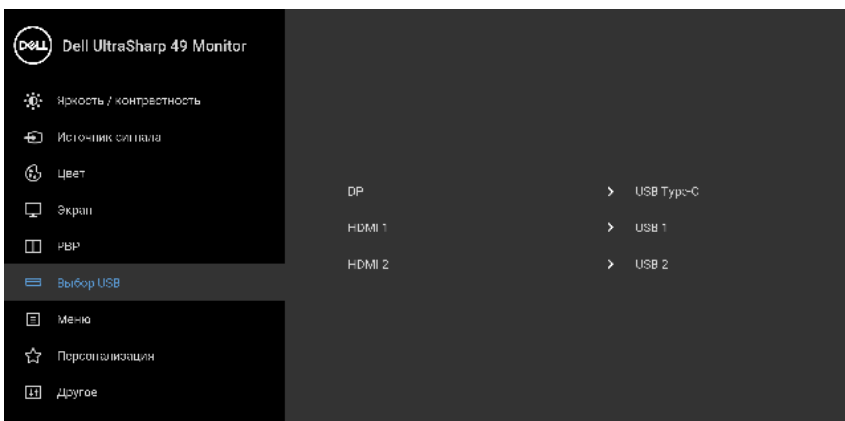 DELL Dell UltraSharp 49 Monitor
Яркость / контрастность
Источник сигнала
Цвет
Экран
PBP
Выбор USB
Меню
Персонализация
Другое
DP > USB Type-C
HDMI 1 > USB 1
HDMI 2 > USB 2